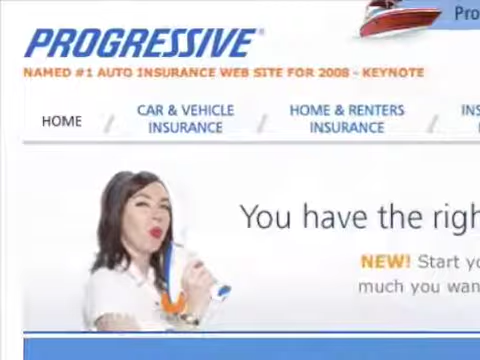 Pro
PROGRESSIVE®
NAMED #1 AUTO INSURANCE WEB SITE FOR 2008 - KEYNOTE
HOME / CAR & VEHICLE INSURANCE / HOME & RENTERS INSURANCE / INS
You have the righ
NEW! Start yo
much you wan